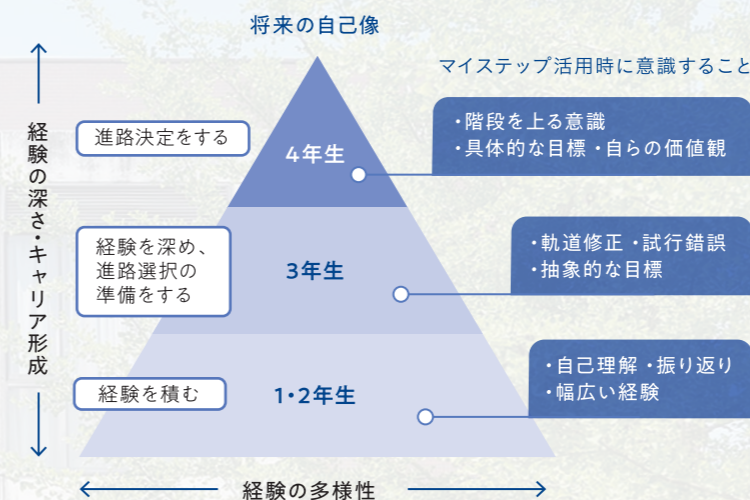 将来の自己像
マイステップ活用時に意識すること
経験の深さ・キャリア形成
進路決定をする
4年生
・階段を上る意識
・具体的な目標・自らの価値観
経験を深め、
進路選択の
準備をする
3年生
・軌道修正・試行錯誤
・抽象的な目標
経験を積む
1・2年生
・自己理解・振り返り
・幅広い経験
経験の多様性